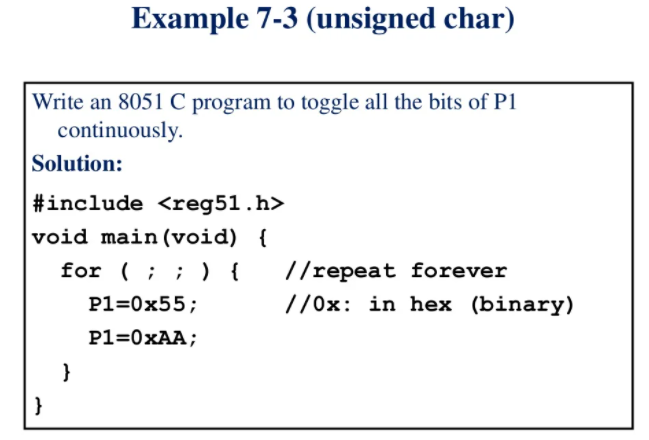 Example 7-3 (unsigned char)
Write an 8051 C program to toggle all the bits of P1
continuously.
Solution:
#include <reg51.h>
void main(void) {
for ( ; ; ) { //repeat forever
P1=0x55; //0x: in hex (binary)
P1=0xAA;
}
}